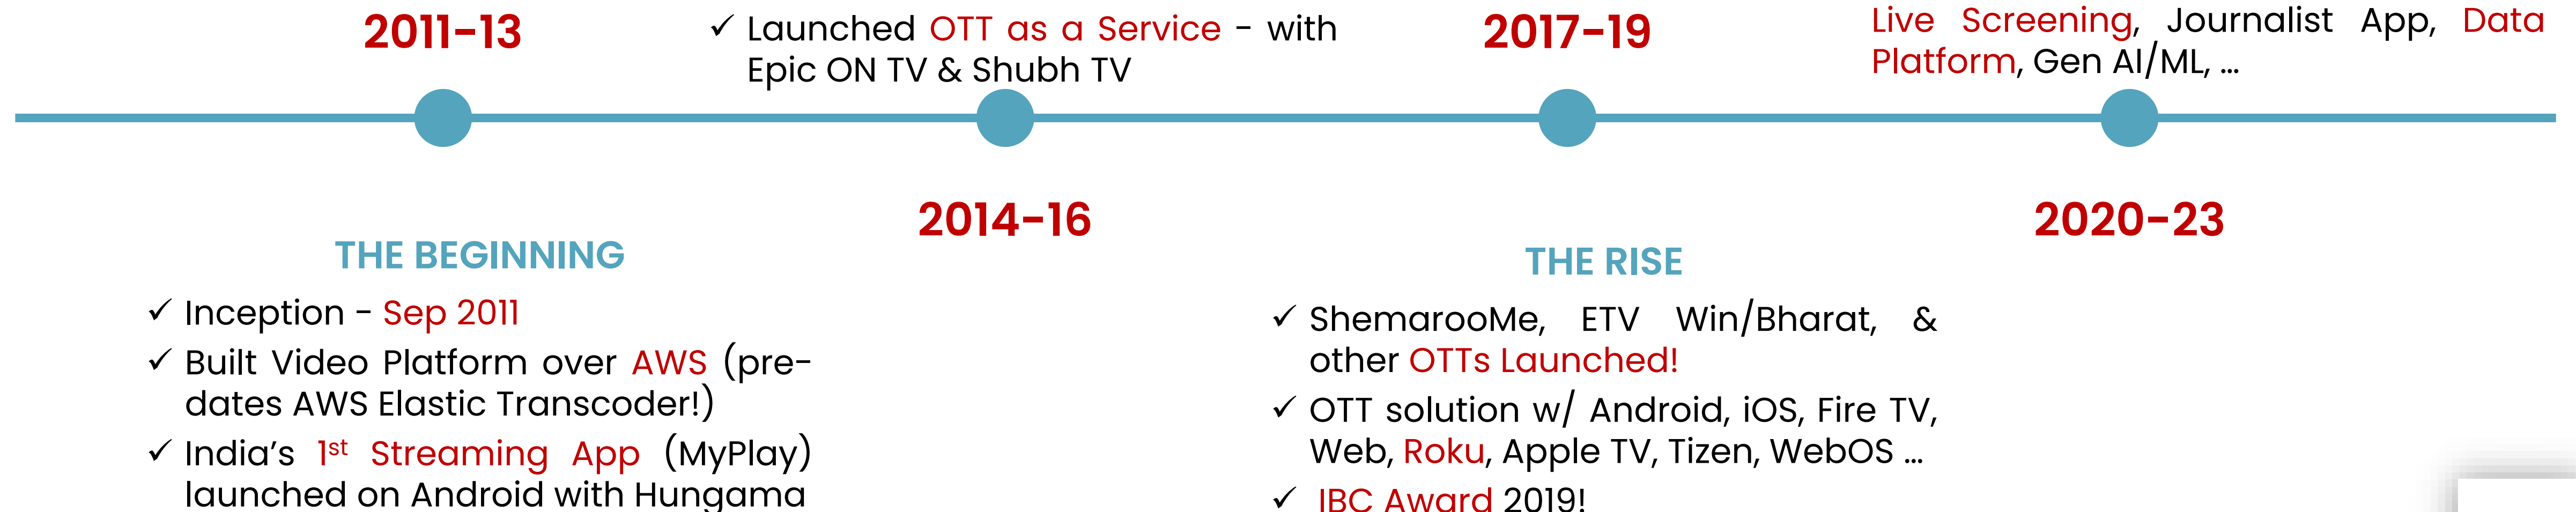 2011-13
✓ Launched OTT as a Service - with
Epic ON TV & Shubh TV
2017-19
Live Screening, Journalist App, Data
Platform, Gen AI/ML, ...
2014-16
2020-23
THE BEGINNING
✓ Inception - Sep 2011
✓ Built Video Platform over AWS (pre-
dates AWS Elastic Transcoder!)
✓ India's 1st Streaming App (MyPlay)
launched on Android with Hungama
THE RISE
✓ ShemarooMe, ETV Win/Bharat, &
other OTTs Launched!
✓ OTT solution w/ Android, iOS, Fire TV,
Web, Roku, Apple TV, Tizen, WebOS ...
✓ IBC Award 2019!